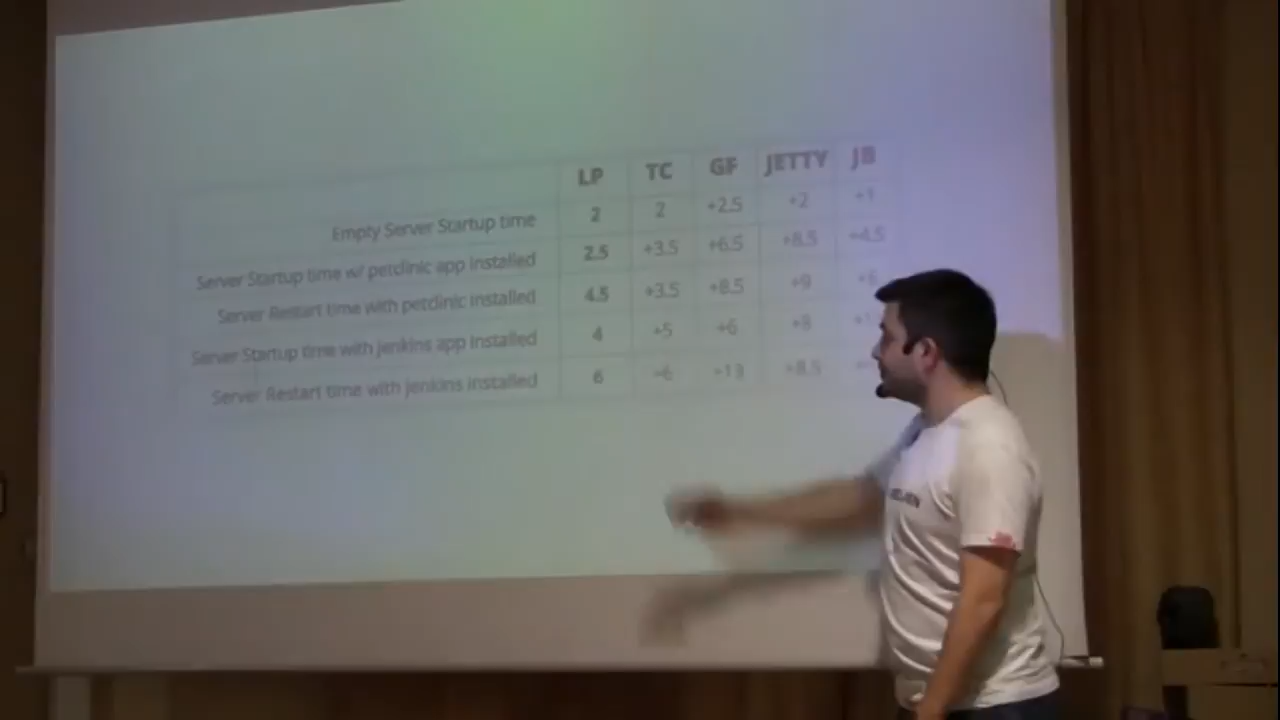 LP TC GF JETTY JB
Empty Server Startup time 2 2 +2.5 +2 +1
Server Startup time w/ petclinic app installed 2.5 +3.5 +6.5 +8.5 +4.5
Server Restart time with petclinic installed 4.5 +3.5 +8.5 +9 +6
Server Startup time with jenkins app installed 4 +5 +6 +8
Server Restart time with jenkins installed 6 +6 +13 +8.5